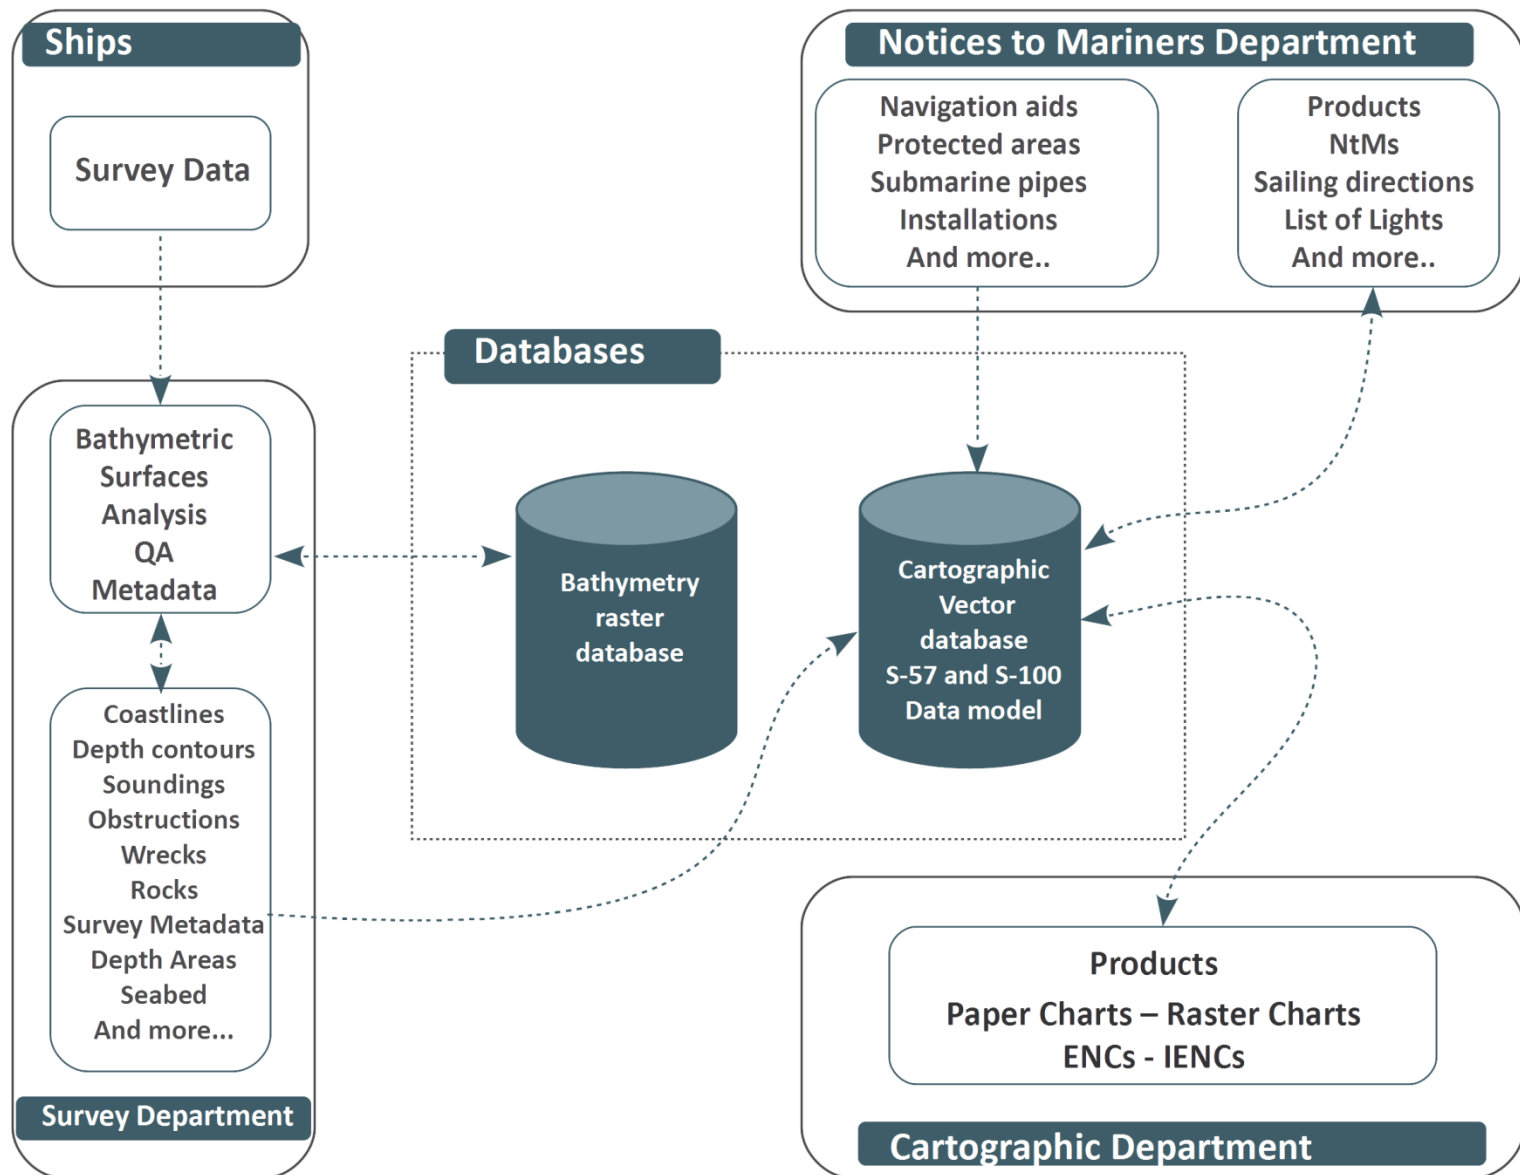 Ships
Survey Data
Notices to Mariners Department
Navigation aids
Protected areas
Submarine pipes
Installations
And more..
Products
NtMs
Sailing directions
List of Lights
And more..
Databases
Bathymetric
Surfaces
Analysis
QA
Metadata
Bathymetry
raster
database
Cartographic
Vector
database
S-57 and S-100
Data model
Coastlines
Depth contours
Soundings
Obstructions
Wrecks
Rocks
Survey Metadata
Depth Areas
Seabed
And more...
Survey Department
Products
Paper Charts – Raster Charts
ENCs - IENCs
Cartographic Department